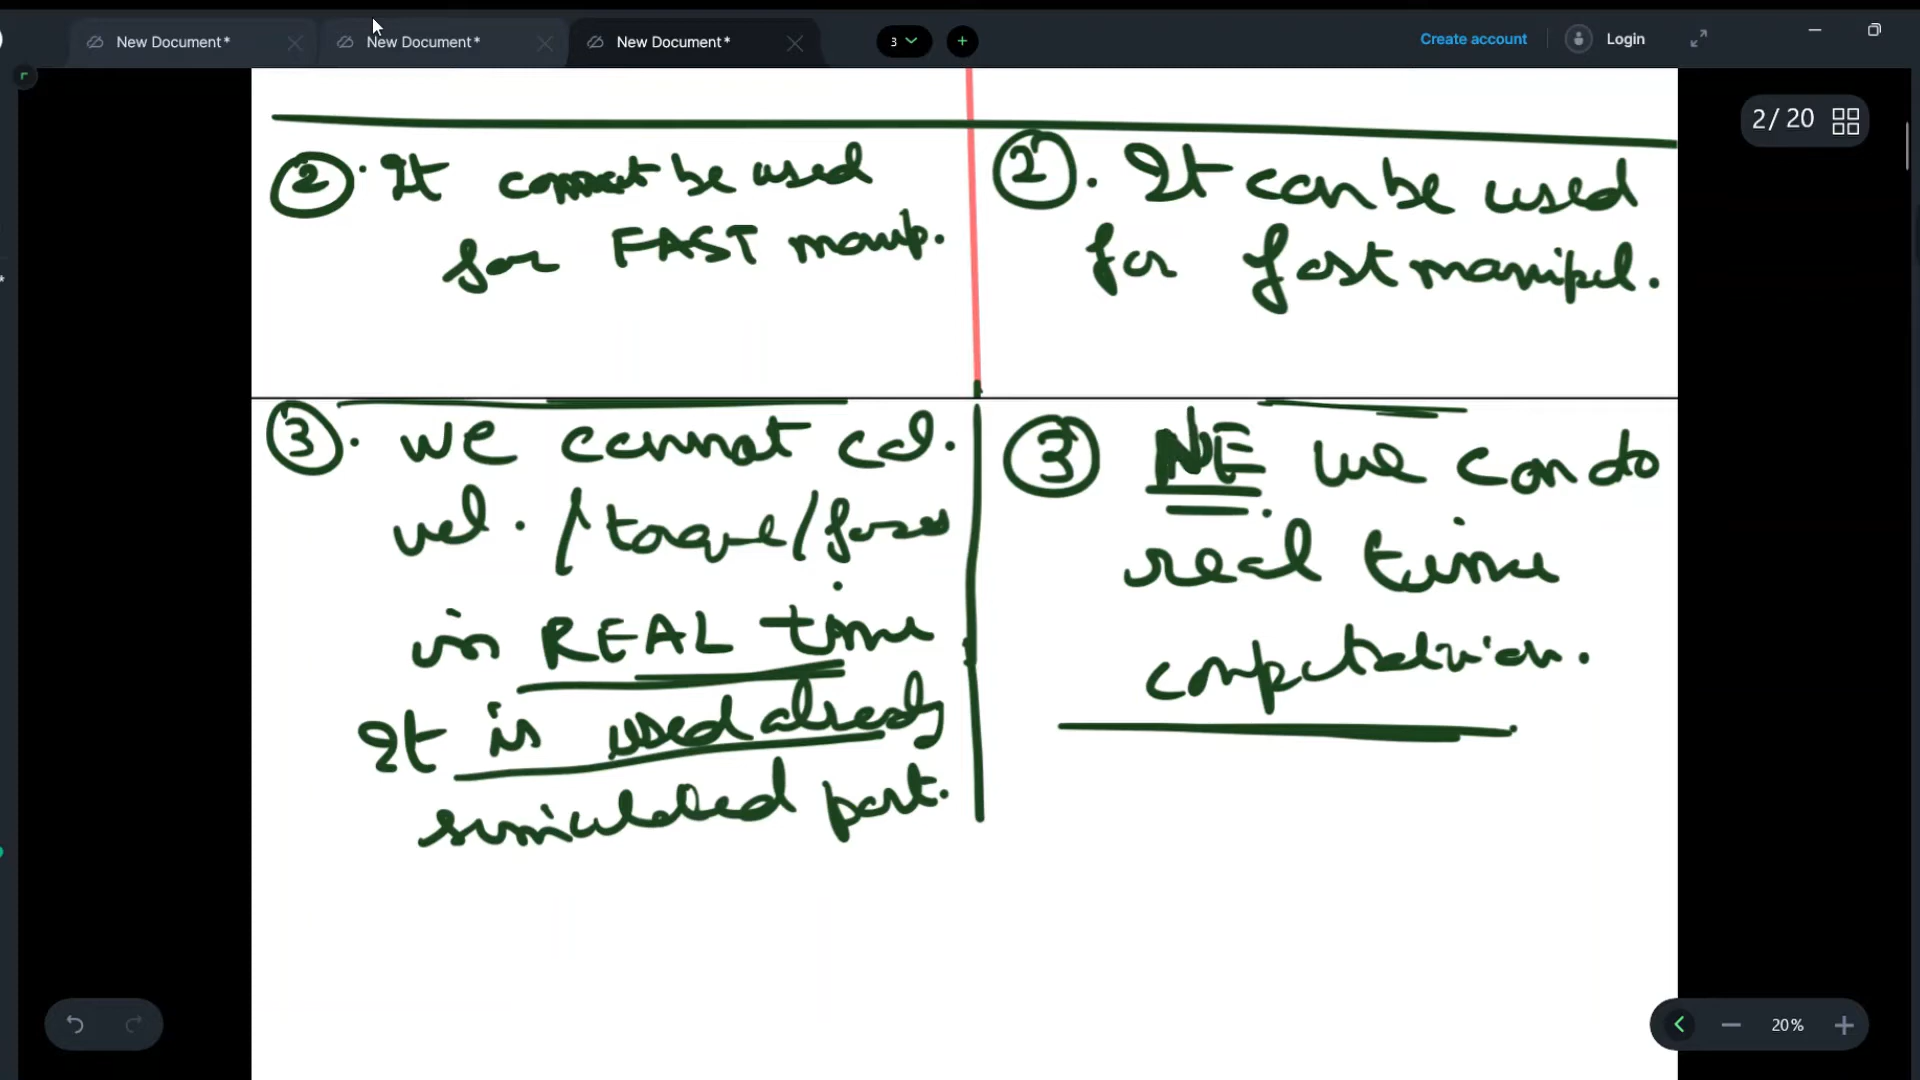 New Document*
New Document*
New Document*
3
+
Create account
Login
2/ 20
② . It cannot be used
for FAST manip.
② . It can be used
for fast manipul.
③ . we cannot cal.
vel. / torque / forces
in REAL time
It is used already
simulated part.
③ NE we can do
real time
computation.
20%